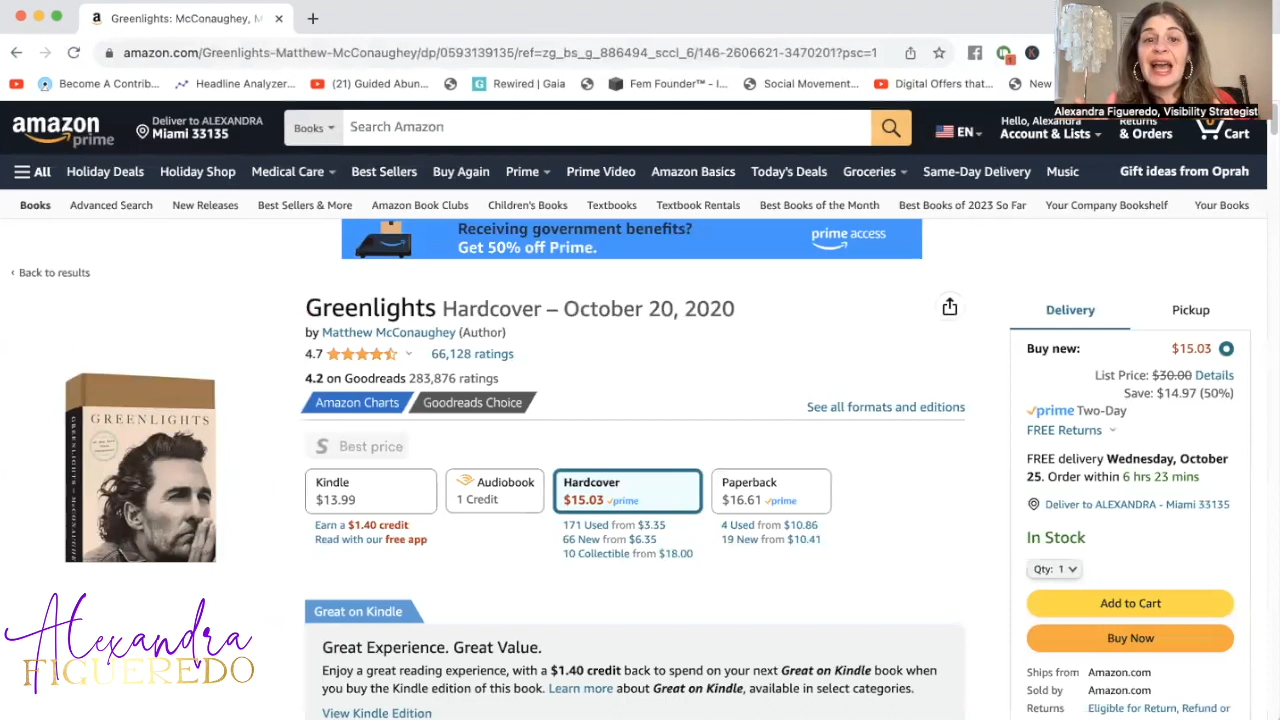 Greenlights: McConaughey, M
amazon.com/Greenlights-Matthew-McConaughey/dp/0593139135/ref=zg_bs_g_886494_sccl_6/146-2606621-3470201?psc=1
1
Become A Contrib...
Headline Analyzer...
(21) Guided Abun...
Rewired | Gaia
Fem Founder™ – I...
Social Movement...
Digital Offers that...
New
Alexandra Figueredo, Visibility Strategist
amazon prime
Deliver to ALEXANDRA
Miami 33135
Books
Search Amazon
EN
Hello, Alexandra
Account & Lists
Returns
& Orders
Cart
All Holiday Deals Holiday Shop Medical Care Best Sellers Buy Again Prime Prime Video Amazon Basics Today's Deals Groceries Same-Day Delivery Music Gift ideas from Oprah
Books Advanced Search New Releases Best Sellers & More Amazon Book Clubs Children's Books Textbooks Textbook Rentals Best Books of the Month Best Books of 2023 So Far Your Company Bookshelf Your Books
Receiving government benefits?
Get 50% off Prime.
prime access
‹ Back to results
Greenlights Hardcover – October 20, 2020
by Matthew McConaughey (Author)
4.7 66,128 ratings
4.2 on Goodreads 283,876 ratings
Amazon Charts Goodreads Choice
See all formats and editions
S Best price
Kindle
$13.99
Earn a $1.40 credit
Read with our free app
Audiobook
1 Credit
Hardcover
$15.03 prime
171 Used from $3.35
66 New from $6.35
10 Collectible from $18.00
Paperback
$16.61 prime
4 Used from $10.86
19 New from $10.41
Great on Kindle
Great Experience. Great Value.
Enjoy a great reading experience, with a $1.40 credit back to spend on your next Great on Kindle book when
you buy the Kindle edition of this book. Learn more about Great on Kindle, available in select categories.
View Kindle Edition
GREENLIGHTS
GREENLIGHTS
McCONAUGHEY
Alexandra
FIGUEREDO
Delivery Pickup
Buy new: $15.03
List Price: $30.00 Details
Save: $14.97 (50%)
prime Two-Day
FREE Returns
FREE delivery Wednesday, October
25. Order within 6 hrs 23 mins
Deliver to ALEXANDRA - Miami 33135
In Stock
Qty: 1
Add to Cart
Buy Now
Ships from Amazon.com
Sold by Amazon.com
Returns Eligible for Return, Refund or